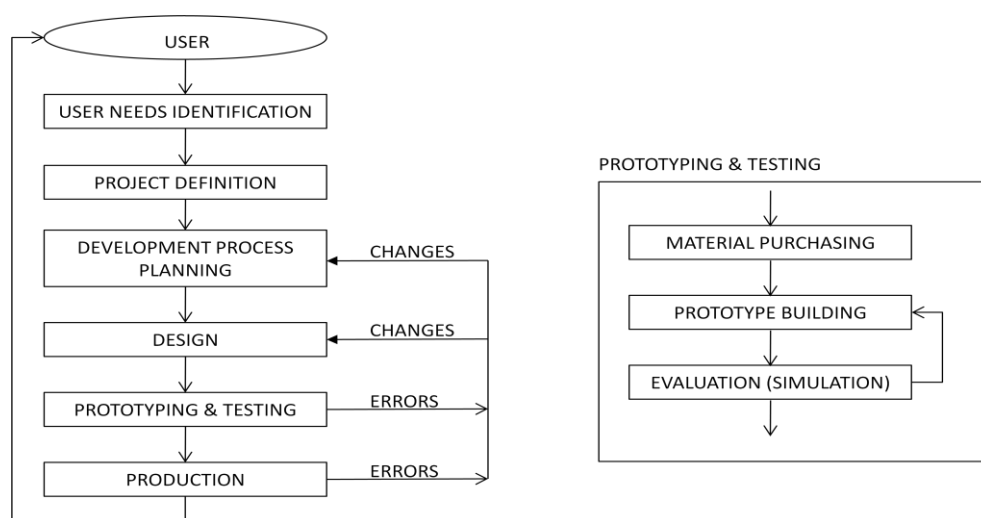 USER
USER NEEDS IDENTIFICATION
PROJECT DEFINITION
DEVELOPMENT PROCESS
PLANNING
CHANGES
DESIGN
CHANGES
PROTOTYPING & TESTING
ERRORS
PRODUCTION
ERRORS
PROTOTYPING & TESTING
MATERIAL PURCHASING
PROTOTYPE BUILDING
EVALUATION (SIMULATION)